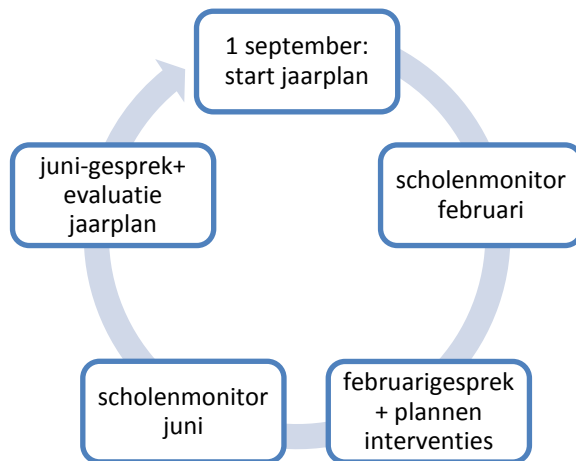 1 september:
start jaarplan
scholenmonitor
februari
februarigesprek
+ plannen
interventies
scholenmonitor
juni
juni-gesprek+
evaluatie
jaarplan